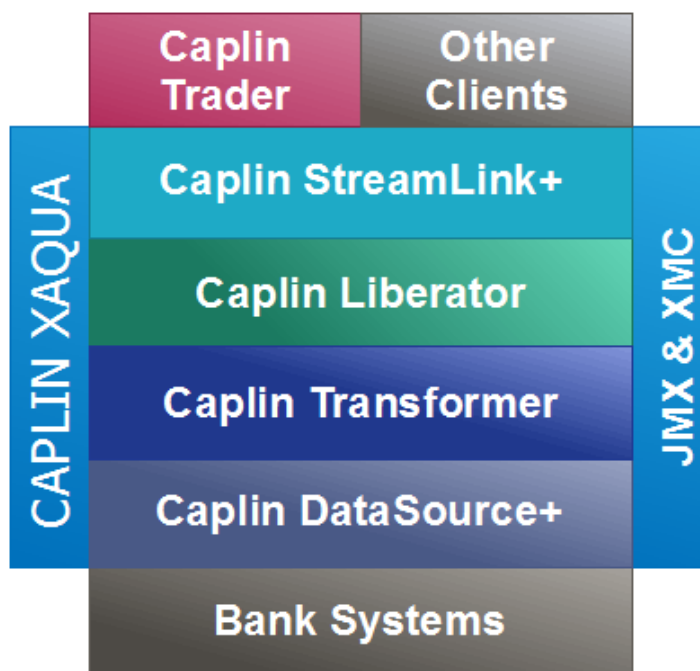 Caplin
Trader
Other
Clients
CAPLIN XAQUA
Caplin StreamLink+
Caplin Liberator
Caplin Transformer
Caplin DataSource+
JMX & XMC
Bank Systems